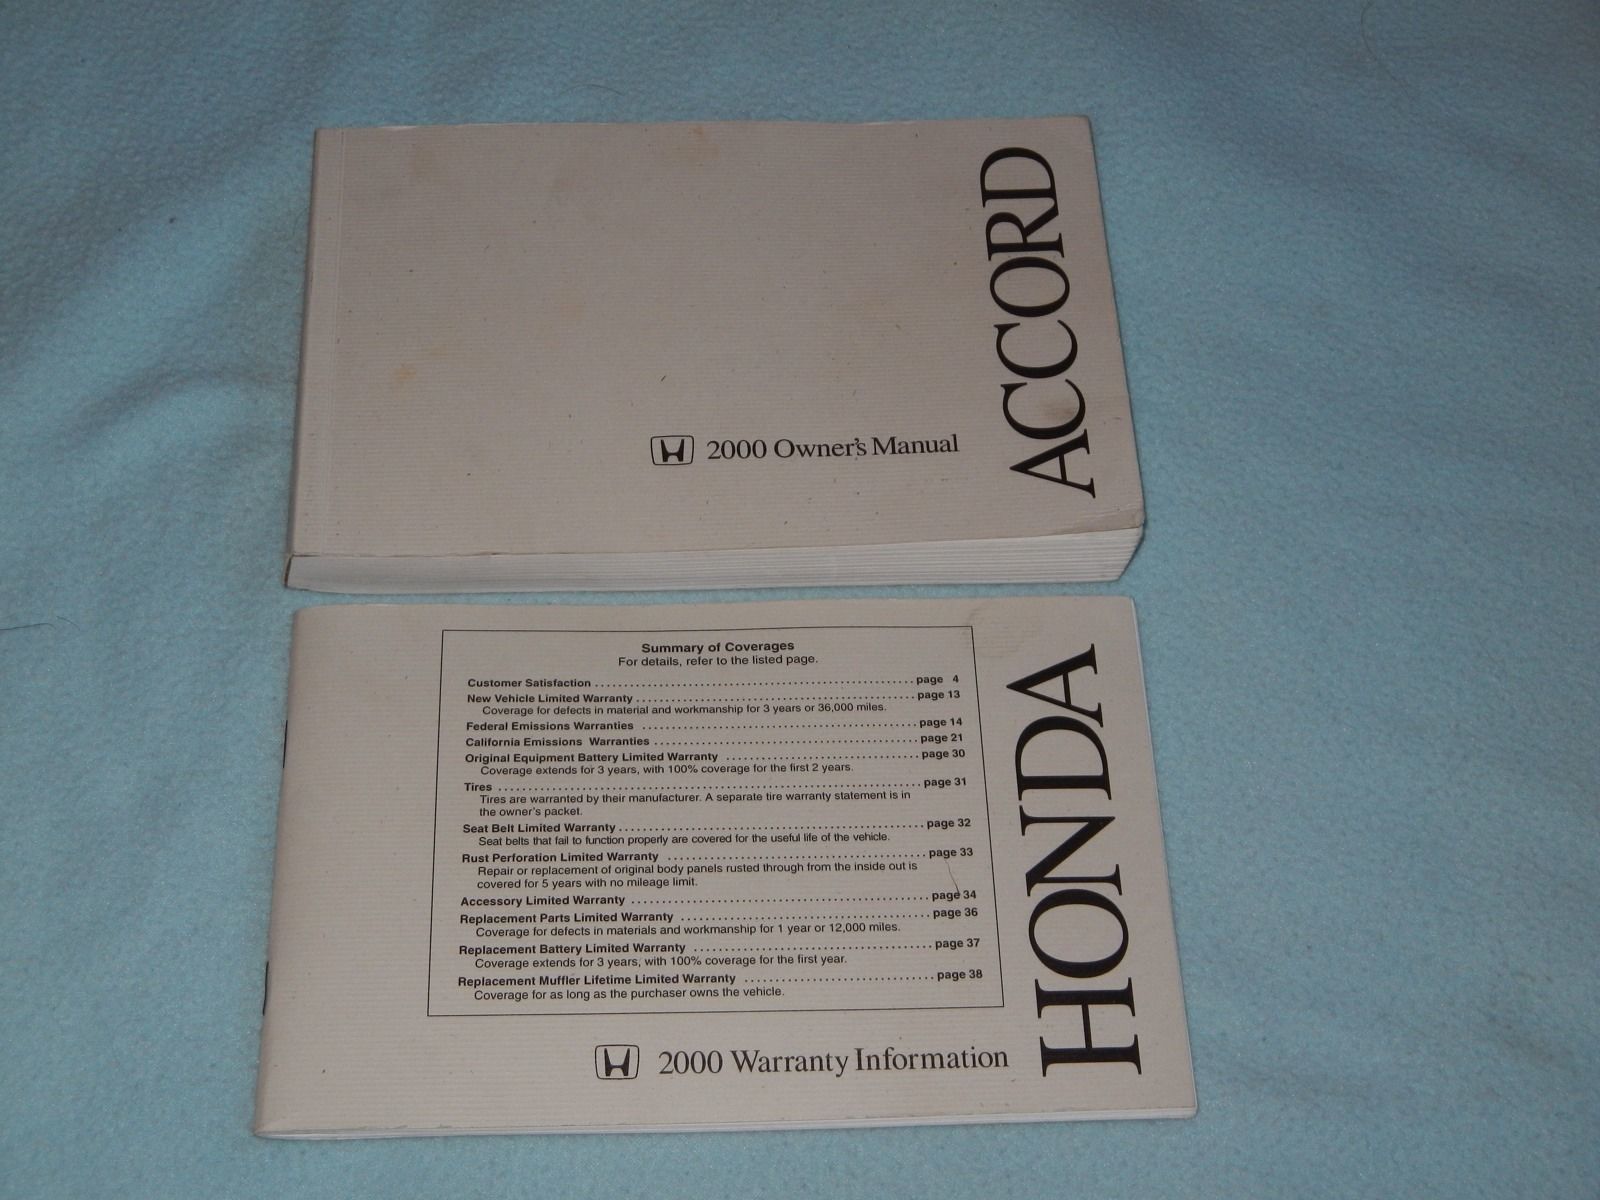 ACCORD
2000 Owner's Manual
Summary of Coverages
For details, refer to the listed page.
Customer Satisfaction ........................................ page 4
New Vehicle Limited Warranty ........................................ page 13
Coverage for defects in material and workmanship for 3 years or 36,000 miles.
Federal Emissions Warranties ........................................ page 14
California Emissions Warranties ........................................ page 21
Original Equipment Battery Limited Warranty ........................................ page 30
Coverage extends for 3 years, with 100% coverage for the first 2 years.
Tires ........................................ page 31
Tires are warranted by their manufacturer. A separate tire warranty statement is in
the owner's packet.
Seat Belt Limited Warranty ........................................ page 32
Seat belts that fail to function properly are covered for the useful life of the vehicle.
Rust Perforation Limited Warranty ........................................ page 33
Repair or replacement of original body panels rusted through from the inside out is
covered for 5 years with no mileage limit.
Accessory Limited Warranty ........................................ page 34
Replacement Parts Limited Warranty ........................................ page 36
Coverage for defects in materials and workmanship for 1 year or 12,000 miles.
Replacement Battery Limited Warranty ........................................ page 37
Coverage extends for 3 years, with 100% coverage for the first year.
Replacement Muffler Lifetime Limited Warranty ........................................ page 38
Coverage for as long as the purchaser owns the vehicle.
HONDA
2000 Warranty Information